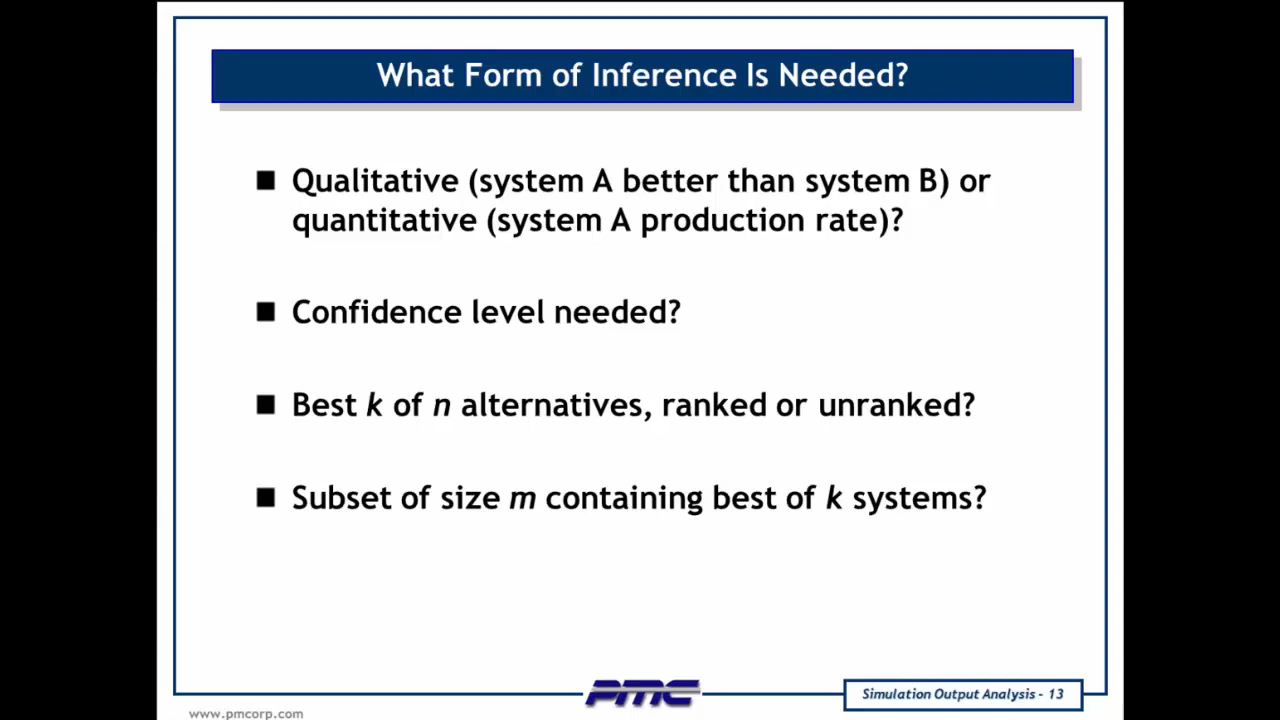 What Form of Inference Is Needed?
■ Qualitative (system A better than system B) or
quantitative (system A production rate)?
■ Confidence level needed?
■ Best k of n alternatives, ranked or unranked?
■ Subset of size m containing best of k systems?
PMC
Simulation Output Analysis - 13
www.pmcorp.com